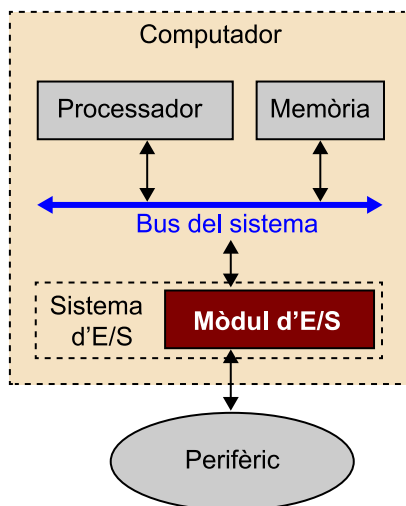 Computador
Processador
Memòria
Bus del sistema
Sistema
d'E/S
Mòdul d'E/S
Perifèric